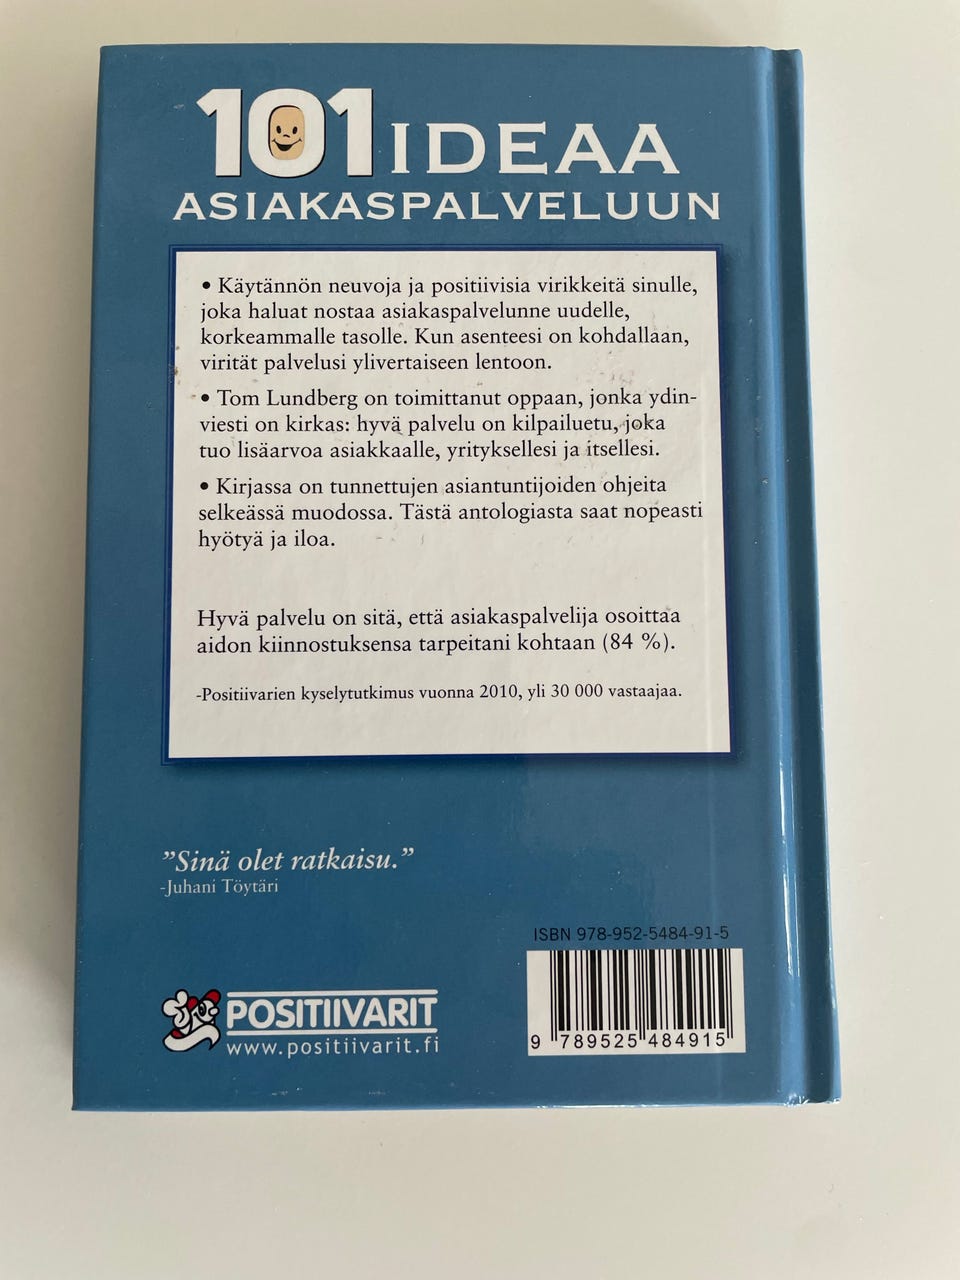 101 IDEAA
ASIAKASPALVELUUN
• Käytännön neuvoja ja positiivisia virikkeitä sinulle,
joka haluat nostaa asiakaspalvelunne uudelle,
korkeammalle tasolle. Kun asenteesi on kohdallaan,
virität palvelusi ylivertaiseen lentoon.
• Tom Lundberg on toimittanut oppaan, jonka ydin-
viesti on kirkas: hyvä palvelu on kilpailuetu, joka
tuo lisäarvoa asiakkaalle, yrityksellesi ja itsellesi.
• Kirjassa on tunnettujen asiantuntijoiden ohjeita
selkeässä muodossa. Tästä antologiasta saat nopeasti
hyötyä ja iloa.
Hyvä palvelu on sitä, että asiakaspalvelija osoittaa
aidon kiinnostuksensa tarpeitani kohtaan (84 %).
-Positiivarien kyselytutkimus vuonna 2010, yli 30 000 vastaajaa.
”Sinä olet ratkaisu.”
-Juhani Töytäri
ISBN 978-952-5484-91-5
9 789525 484915
POSITIIVARIT
www.positiivarit.fi